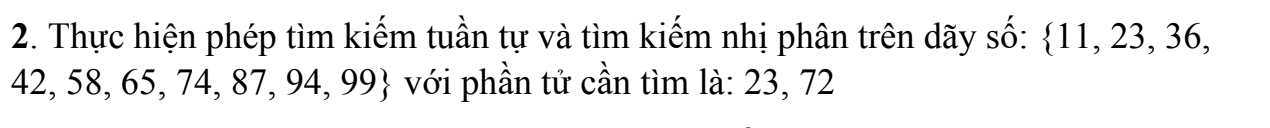 2. Thực hiện phép tìm kiếm tuần tự và tìm kiếm nhị phân trên dãy số: {11, 23, 36,
42, 58, 65, 74, 87, 94, 99} với phần tử cần tìm là: 23, 72